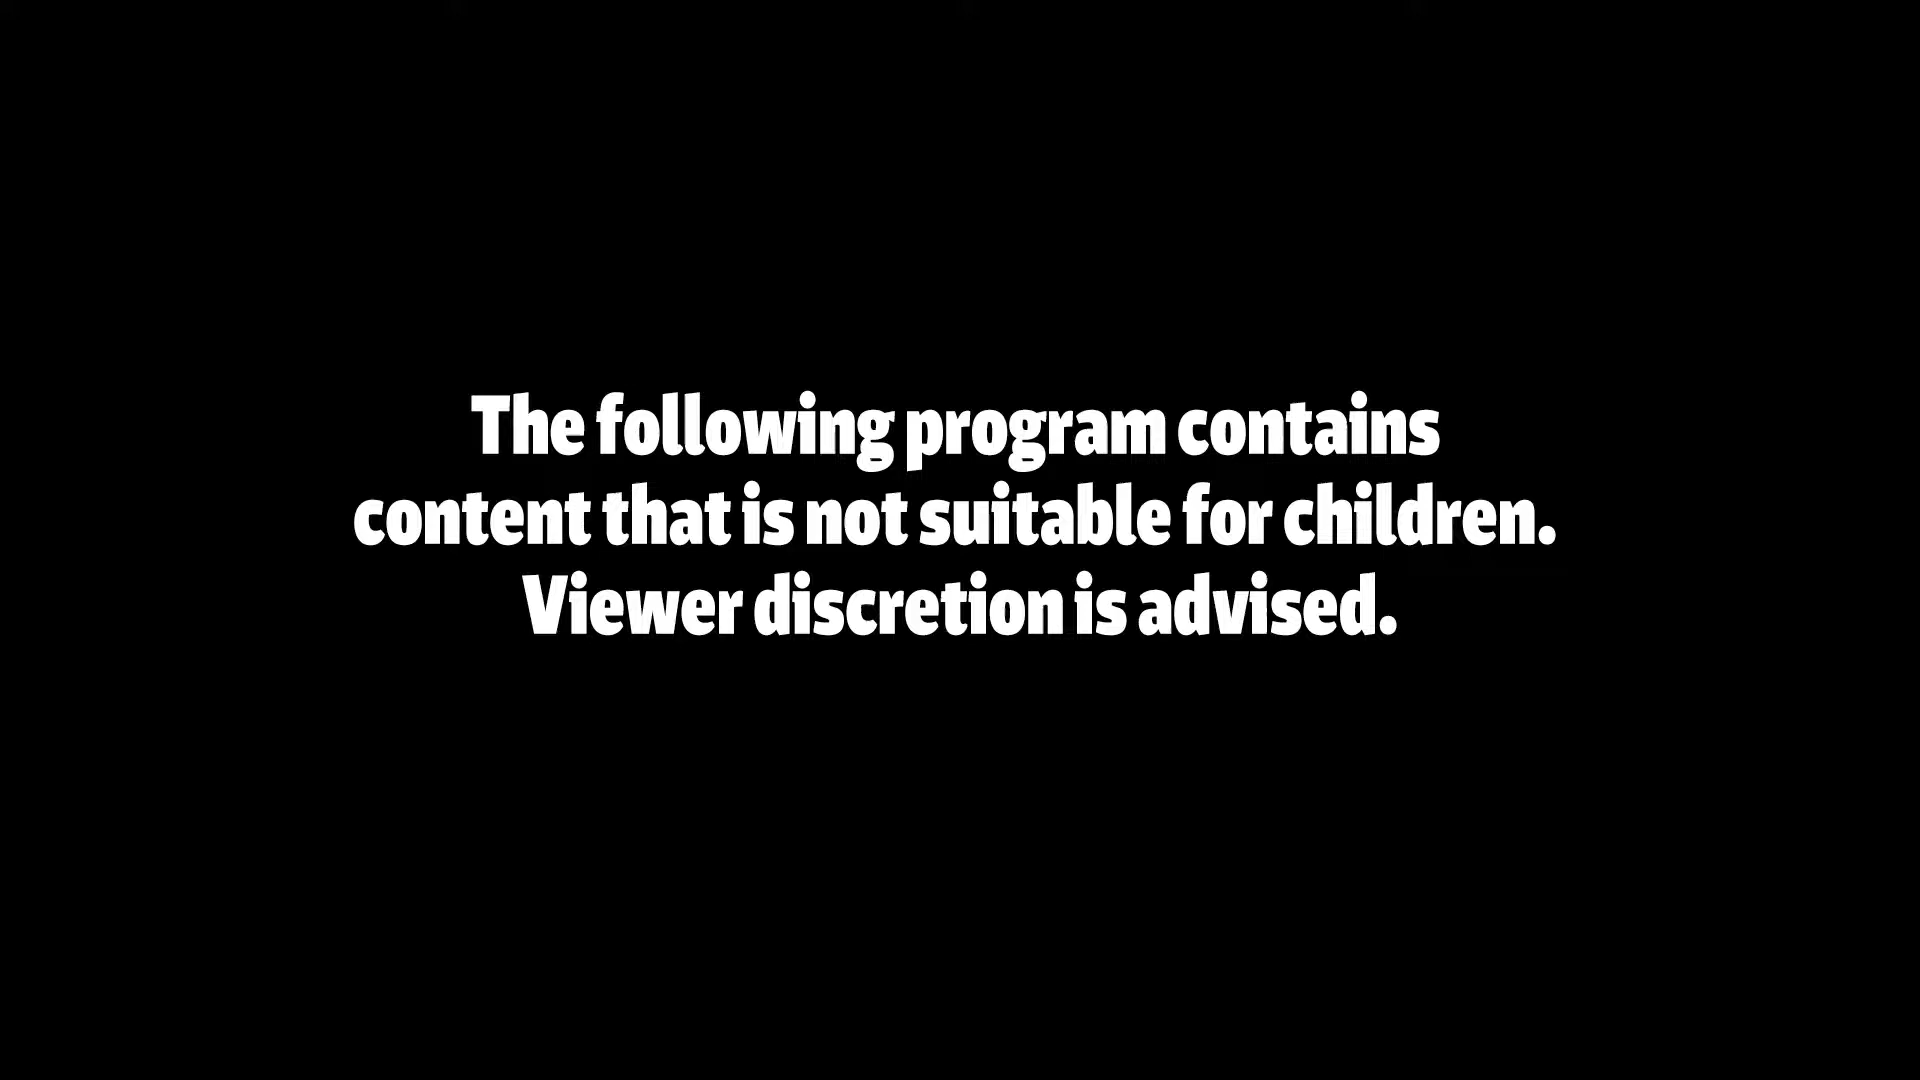 The following program contains
content that is not suitable for children.
Viewer discretion is advised.